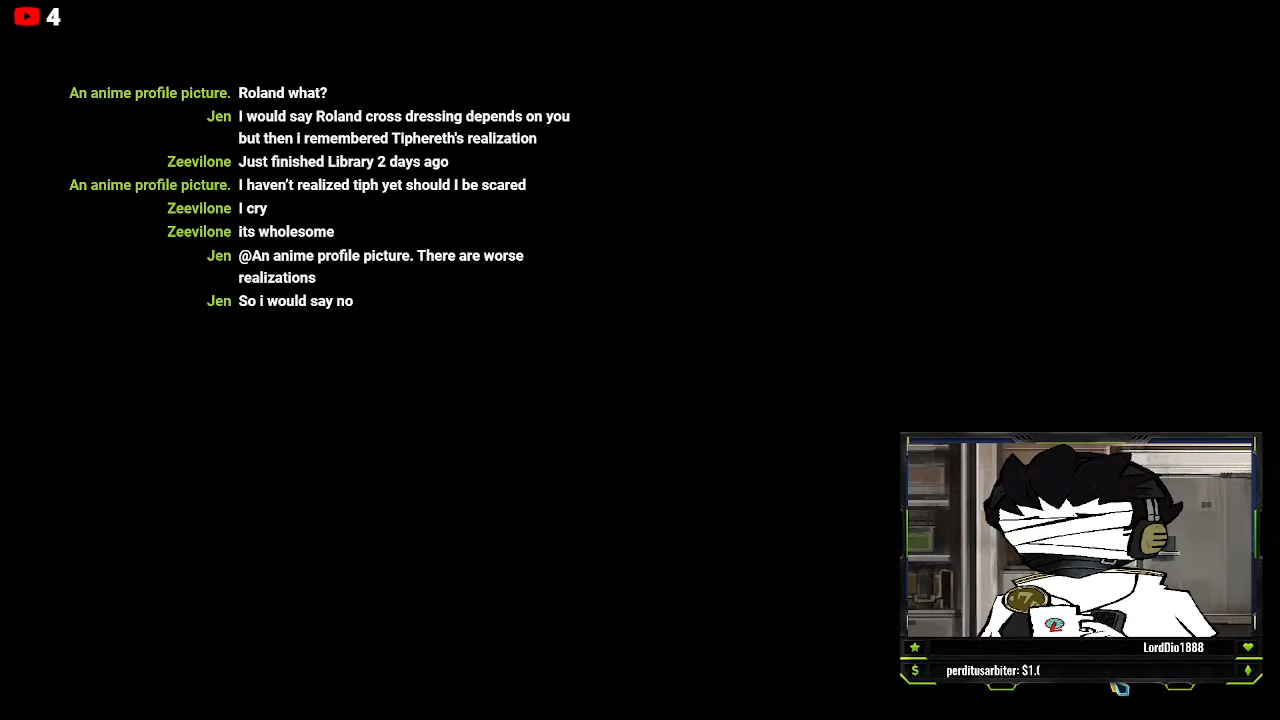 4
An anime profile picture. Roland what?
Jen I would say Roland cross dressing depends on you
but then i remembered Tiphereth's realization
Zeevilone Just finished Library 2 days ago
An anime profile picture. I haven't realized tiph yet should I be scared
Zeevilone I cry
Zeevilone its wholesome
Jen @An anime profile picture. There are worse
realizations
Jen So i would say no
LordDio1888
$ perditusarbiter: $1.